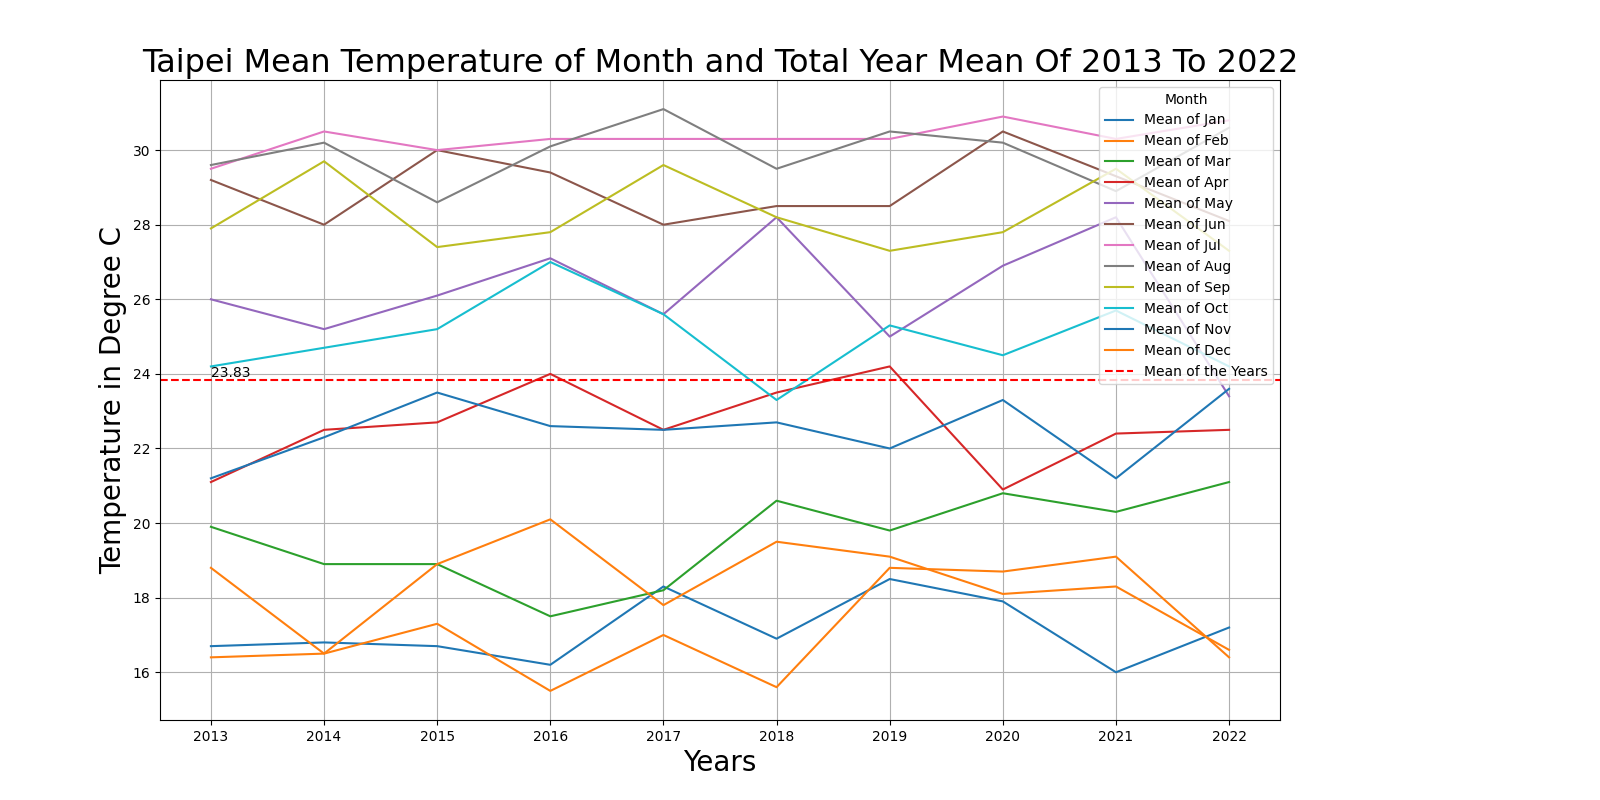 Taipei Mean Temperature of Month and Total Year Mean Of 2013 To 2022
Month
Mean of Jan
Mean of Feb
Mean of Mar
Mean of Apr
Mean of May
Mean of Jun
Mean of Jul
Mean of Aug
Mean of Sep
Mean of Oct
Mean of Nov
Mean of Dec
Mean of the Years
Temperature in Degree C
30
28
26
24
22
20
18
16
23.83
2013 2014 2015 2016 2017 2018 2019 2020 2021 2022
Years